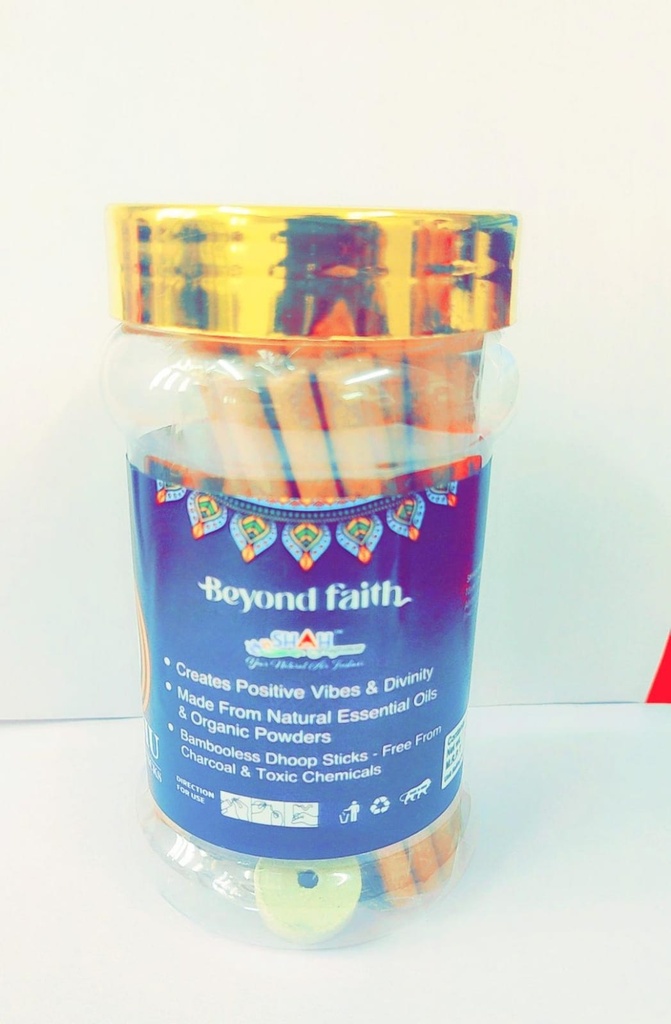 Beyond faith
SHAH
Your Natural Air Fashner
• Creates Positive Vibes & Divinity
• Made From Natural Essential Oils
& Organic Powders
• Bambooless Dhoop Sticks - Free From
Charcoal & Toxic Chemicals
DIRECTION
FOR USE